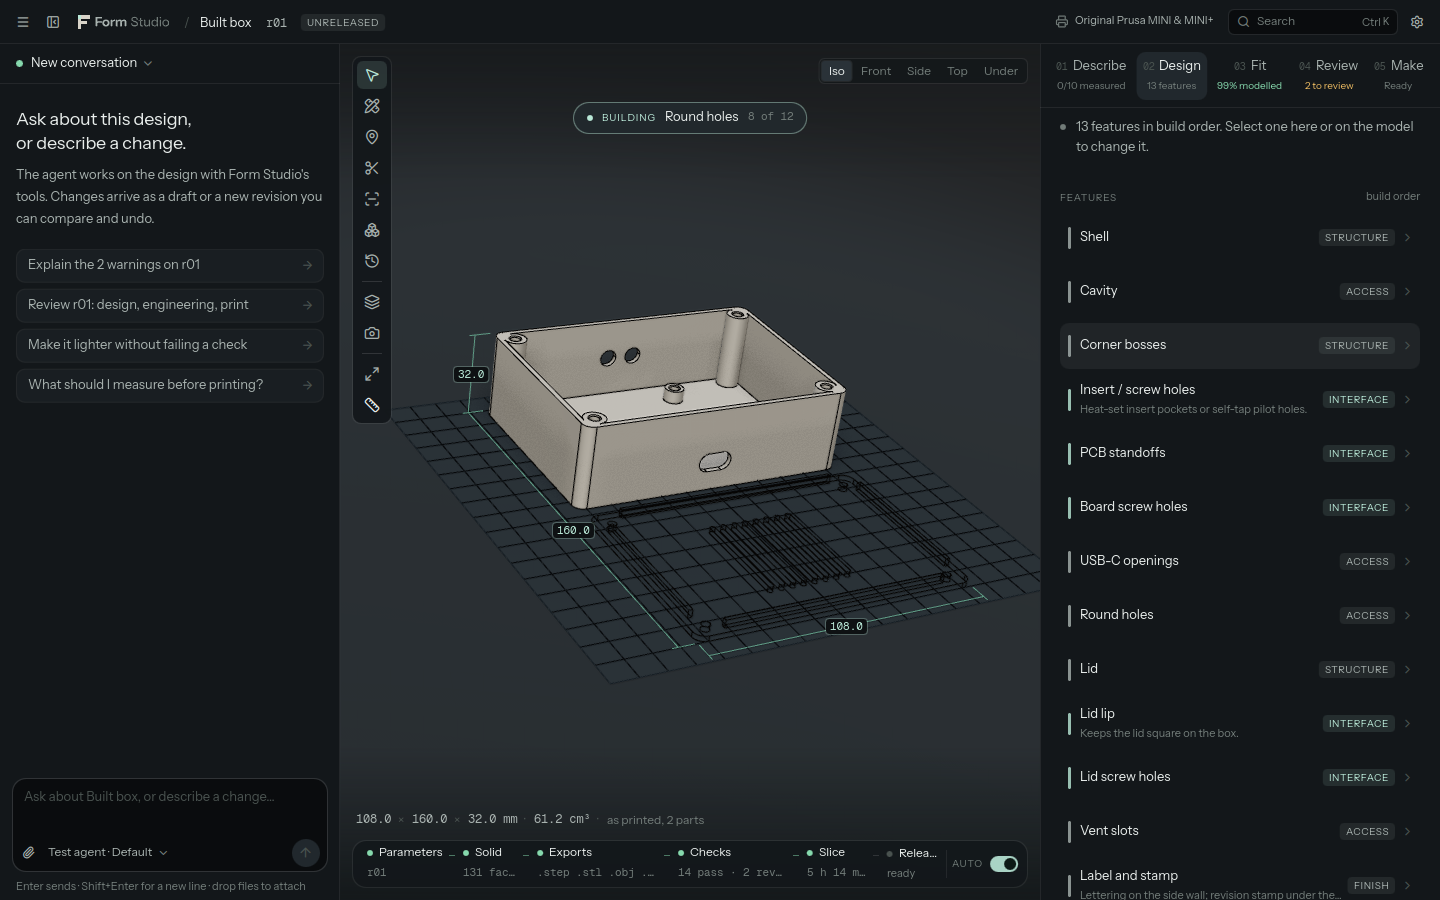 Form Studio / Built box r01 UNRELEASED
Original Prusa MINI & MINI+
Search Ctrl K
New conversation
Ask about this design,
or describe a change.
The agent works on the design with Form Studio's
tools. Changes arrive as a draft or a new revision you
can compare and undo.
Explain the 2 warnings on r01
Review r01: design, engineering, print
Make it lighter without failing a check
What should I measure before printing?
Ask about Built box, or describe a change...
Test agent · Default
Enter sends · Shift+Enter for a new line · drop files to attach
Iso Front Side Top Under
BUILDING Round holes 8 of 12
32.0
160.0
108.0
108.0 × 160.0 × 32.0 mm · 61.2 cm³ · as printed, 2 parts
Parameters
r01
Solid
131 fac...
Exports
.step .stl .obj ...
Checks
14 pass · 2 rev...
Slice
5 h 14 m...
Relea...
ready
AUTO
01 Describe
0/10 measured
02 Design
13 features
03 Fit
99% modelled
04 Review
2 to review
05 Make
Ready
13 features in build order. Select one here or on the model
to change it.
FEATURES build order
Shell STRUCTURE
Cavity ACCESS
Corner bosses STRUCTURE
Insert / screw holes INTERFACE
Heat-set insert pockets or self-tap pilot holes.
PCB standoffs INTERFACE
Board screw holes INTERFACE
USB-C openings ACCESS
Round holes ACCESS
Lid STRUCTURE
Lid lip INTERFACE
Keeps the lid square on the box.
Lid screw holes INTERFACE
Vent slots ACCESS
Label and stamp FINISH
Lettering on the side wall; revision stamp under the...